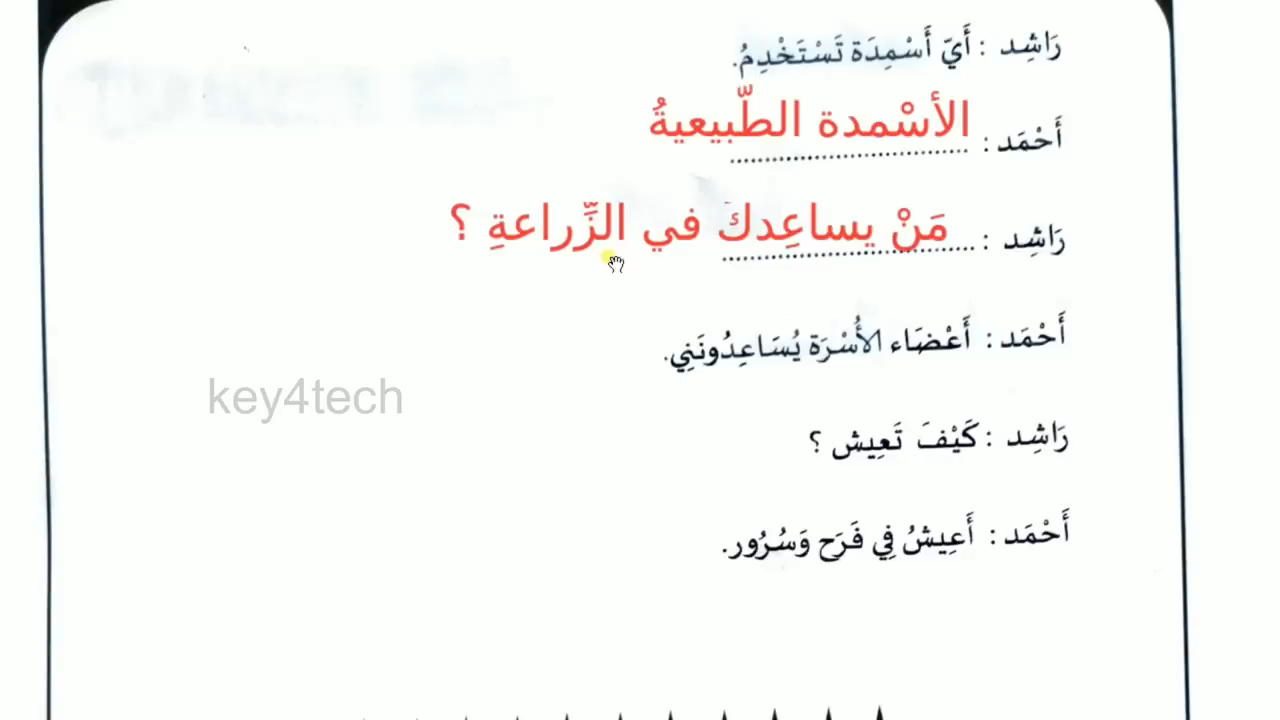 رَاشِد : أَيّ أَسْمِدَة تَسْتَخْدِمُ.
أَحْمَد : الأسْمدة الطّبيعيةُ
رَاشِد : مَنْ يساعِدكَ في الزِّراعةِ ؟
أَحْمَد : أَعْضَاء الأُسْرَة يُسَاعِدُونَنِي.
key4tech
رَاشِد : كَيْفَ تَعِيش ؟
أَحْمَد : أَعِيشُ فِي فَرَح وَسُرُور.